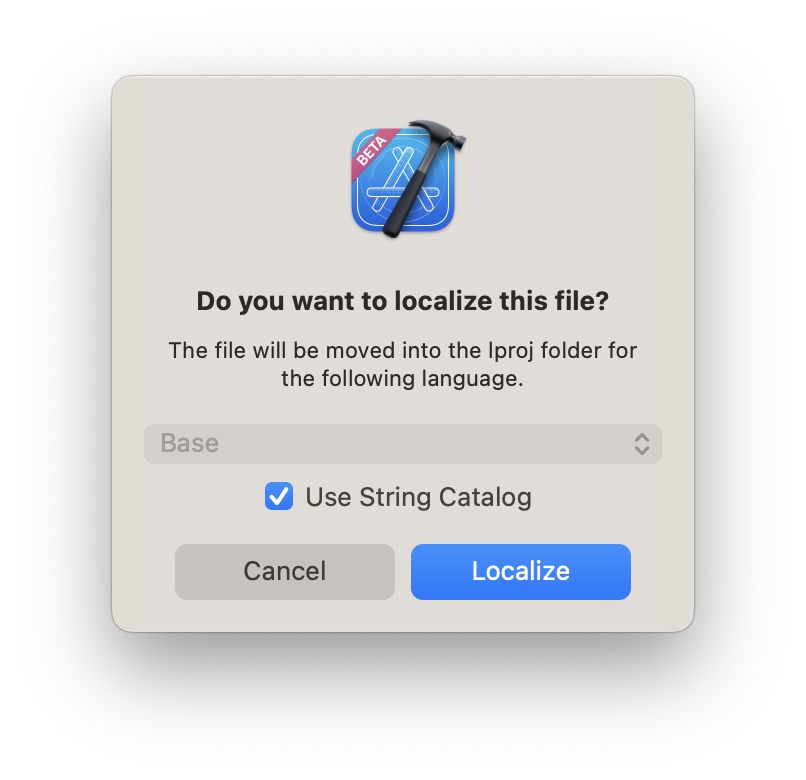 BETA
Do you want to localize this file?
The file will be moved into the lproj folder for
the following language.
Base
Use String Catalog
Cancel
Localize